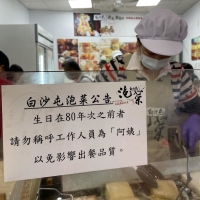 白沙屯泡菜公告
泡菜
生日在80年次之前者
請勿稱呼工作人員為「阿姨」
以免影響出餐品質。